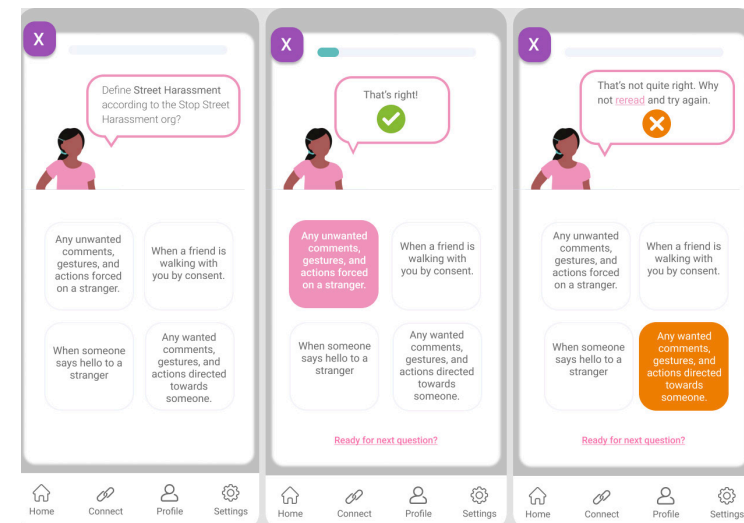 X
Define Street Harassment
according to the Stop Street
Harassment org?
Any unwanted
comments,
gestures, and
actions forced
on a stranger.
When a friend is
walking with
you by consent.
When someone
says hello to a
stranger
Any wanted
comments,
gestures, and
actions directed
towards
someone.
Home
Connect
Profile
Settings
X
That's right!
Any unwanted
comments,
gestures, and
actions forced
on a stranger.
When a friend is
walking with
you by consent.
When someone
says hello to a
stranger
Any wanted
comments,
gestures, and
actions directed
towards
someone.
Ready for next question?
Home
Connect
Profile
Settings
X
That's not quite right. Why
not reread and try again.
Any unwanted
comments,
gestures, and
actions forced
on a stranger.
When a friend is
walking with
you by consent.
When someone
says hello to a
stranger
Any wanted
comments,
gestures, and
actions directed
towards
someone.
Ready for next question?
Home
Connect
Profile
Settings